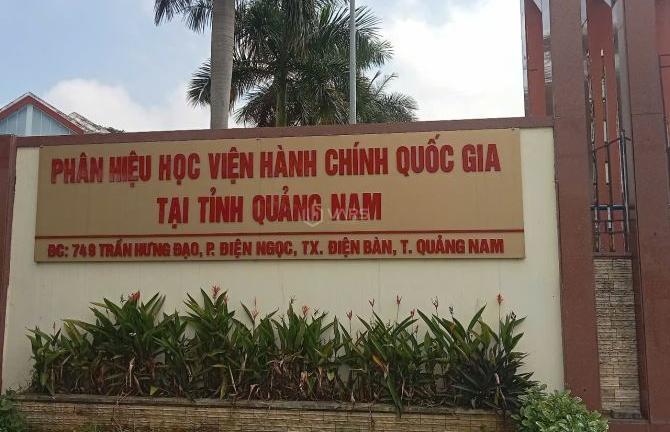 PHÂN HIỆU HỌC VIỆN HÀNH CHÍNH QUỐC GIA
TẠI TỈNH QUẢNG NAM
ĐC: 749 TRẦN HƯNG ĐẠO, P. ĐIỆN NGỌC, TX. ĐIỆN BÀN, T. QUẢNG NAM
VARS